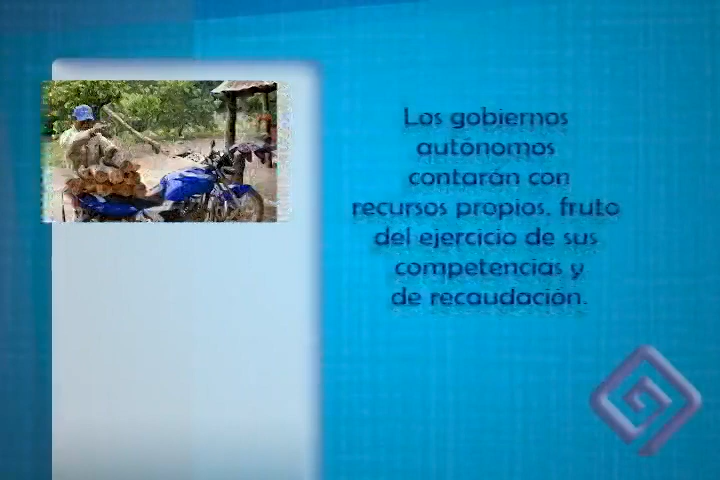 Los gobiernos
autónomos
contarán con
recursos propios, fruto
del ejercicio de sus
competencias y
de recaudación.